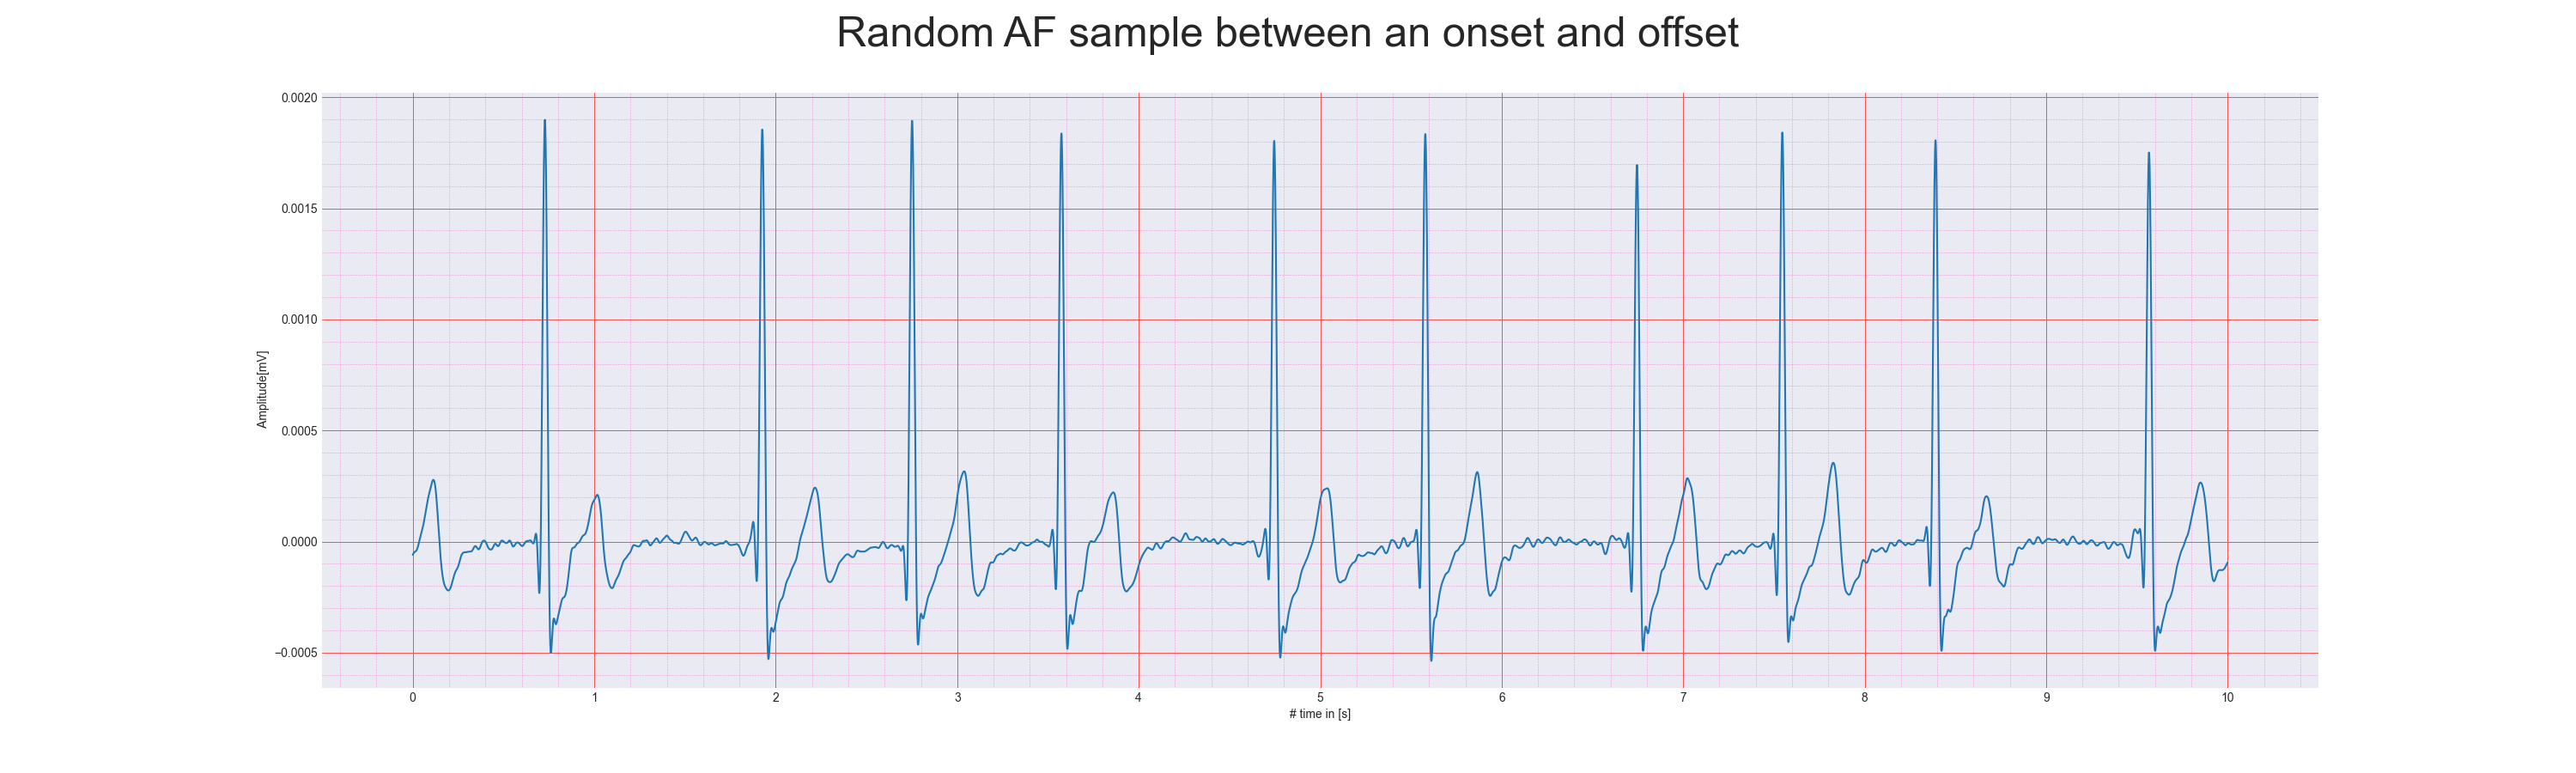 Random AF sample between an onset and offset
0.0020
0.0015
0.0010
0.0005
0.0000
−0.0005
Amplitude[mV]
0 1 2 3 4 5 6 7 8 9 10
# time in [s]